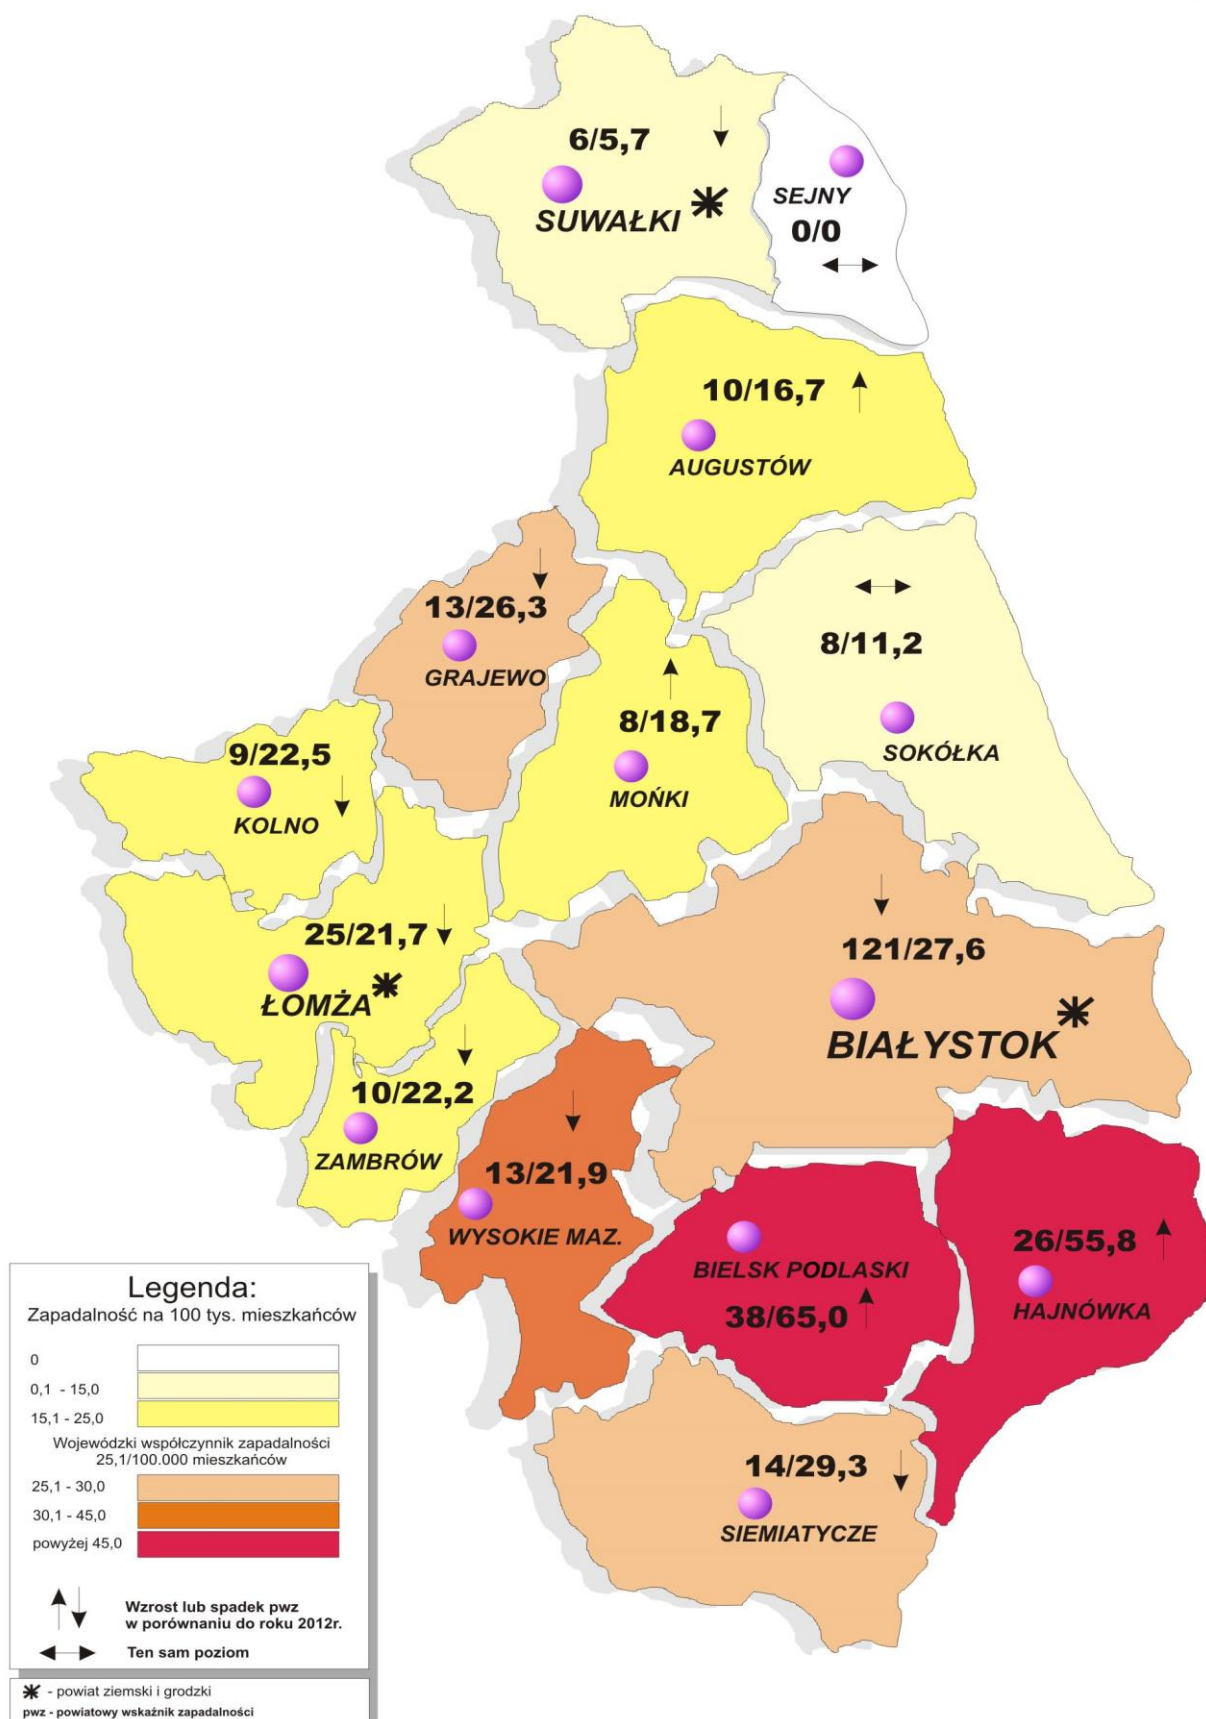 6/5,7
SUWAŁKI
SEJNY
0/0
10/16,7
AUGUSTÓW
13/26,3
GRAJEWO
8/11,2
SOKÓŁKA
8/18,7
MOŃKI
9/22,5
KOLNO
25/21,7
ŁOMŻA
121/27,6
BIAŁYSTOK
10/22,2
ZAMBRÓW
13/21,9
WYSOKIE MAZ.
BIELSK PODLASKI
38/65,0
26/55,8
HAJNÓWKA
14/29,3
SIEMIATYCZE
Legenda:
Zapadalność na 100 tys. mieszkańców
0
0,1 - 15,0
15,1 - 25,0
Wojewódzki współczynnik zapadalności
25,1/100.000 mieszkańców
25,1 - 30,0
30,1 - 45,0
powyżej 45,0
Wzrost lub spadek pwz
w porównaniu do roku 2012r.
Ten sam poziom
- powiat ziemski i grodzki
pwz - powiatowy wskaźnik zapadalności